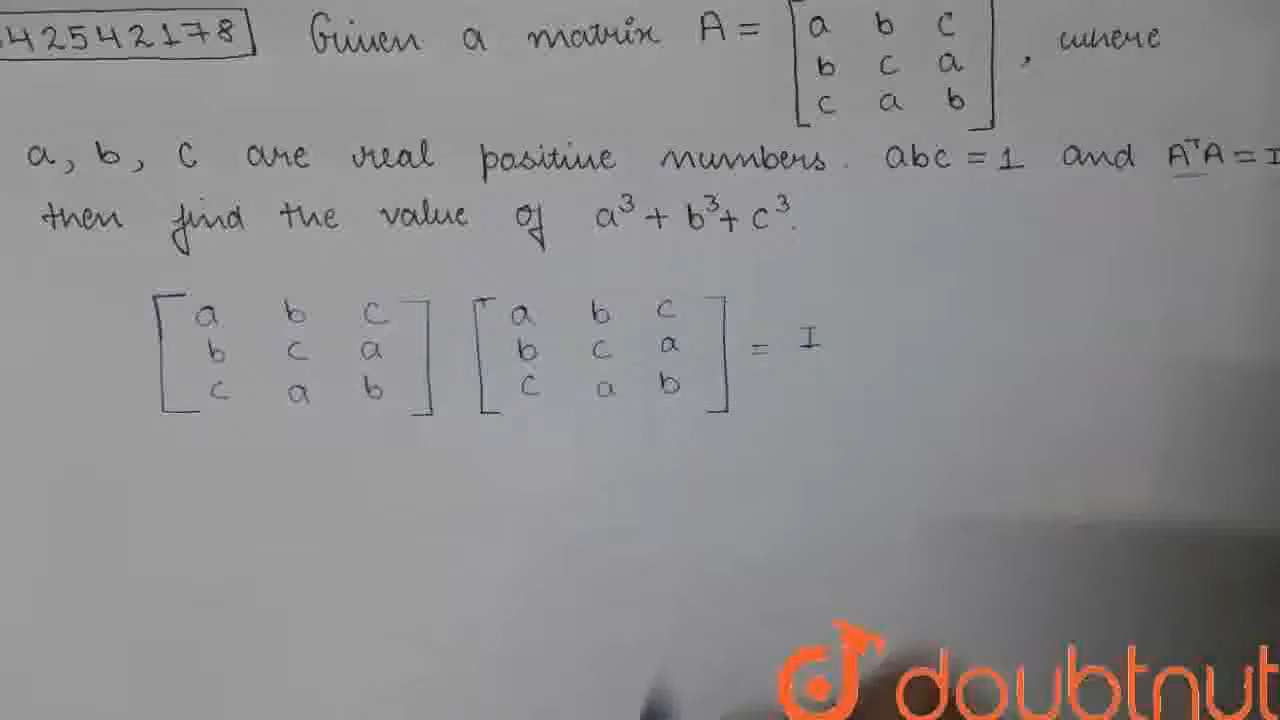 42542178 Given a matrix A = [a b c
b c a
c a b], where
a, b, c are real positive numbers. abc = 1 and AᵀA = I
then find the value of a³ + b³ + c³.
[a b c [a b c
b c a b c a = I
c a b] c a b]
doubtnut